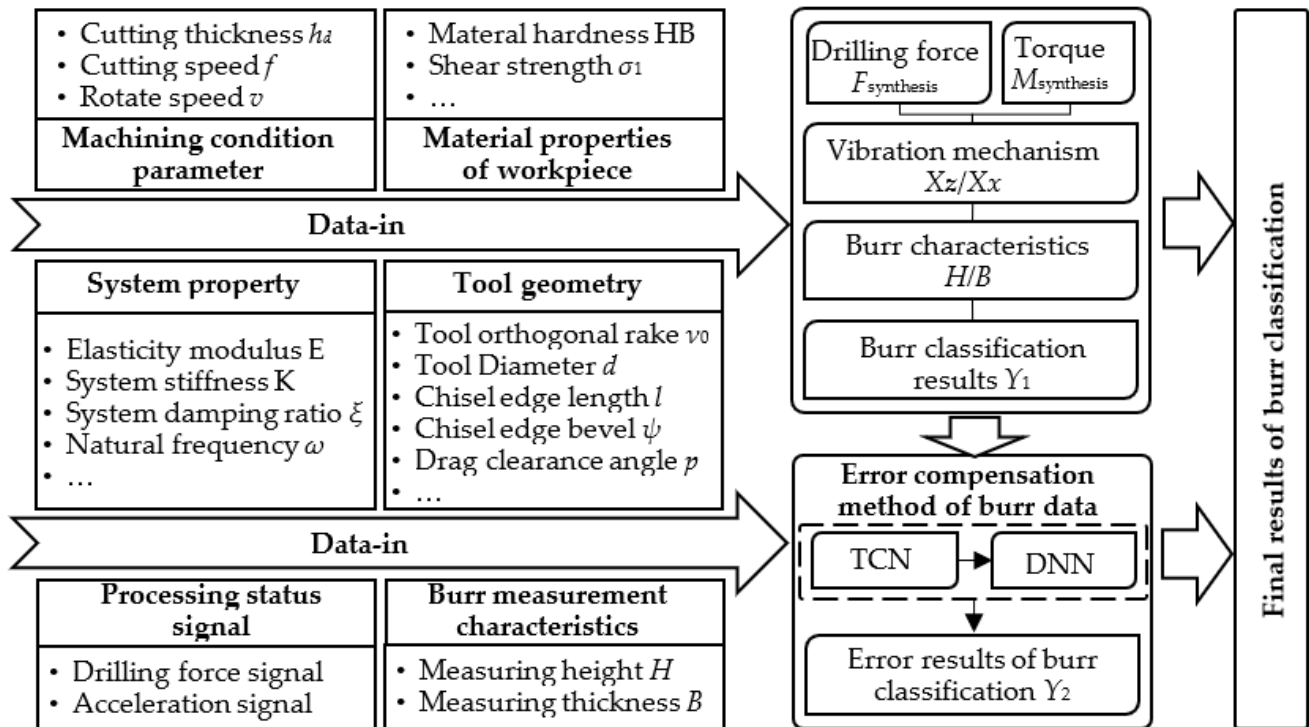 • Cutting thickness hd
• Cutting speed f
• Rotate speed v
Machining condition
parameter
• Materal hardness HB
• Shear strength σ1
• …
Material properties
of workpiece
Data-in
System property
• Elasticity modulus E
• System stiffness K
• System damping ratio ξ
• Natural frequency ω
• …
Tool geometry
• Tool orthogonal rake v0
• Tool Diameter d
• Chisel edge length l
• Chisel edge bevel ψ
• Drag clearance angle p
• …
Data-in
Processing status
signal
• Drilling force signal
• Acceleration signal
Burr measurement
characteristics
• Measuring height H
• Measuring thickness B
Drilling force
Fsynthesis
Torque
Msynthesis
Vibration mechanism
Xz/Xx
Burr characteristics
H/B
Burr classification
results Y1
Error compensation
method of burr data
TCN
DNN
Error results of burr
classification Y2
Final results of burr classification